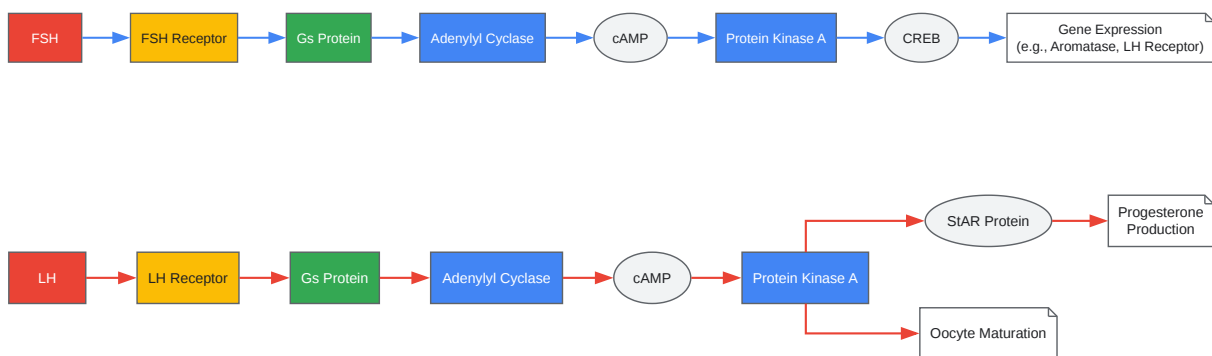 FSH
FSH Receptor
Gs Protein
Adenylyl Cyclase
cAMP
Protein Kinase A
CREB
Gene Expression
(e.g., Aromatase, LH Receptor)
StAR Protein
Progesterone
Production
LH
LH Receptor
Gs Protein
Adenylyl Cyclase
cAMP
Protein Kinase A
Oocyte Maturation